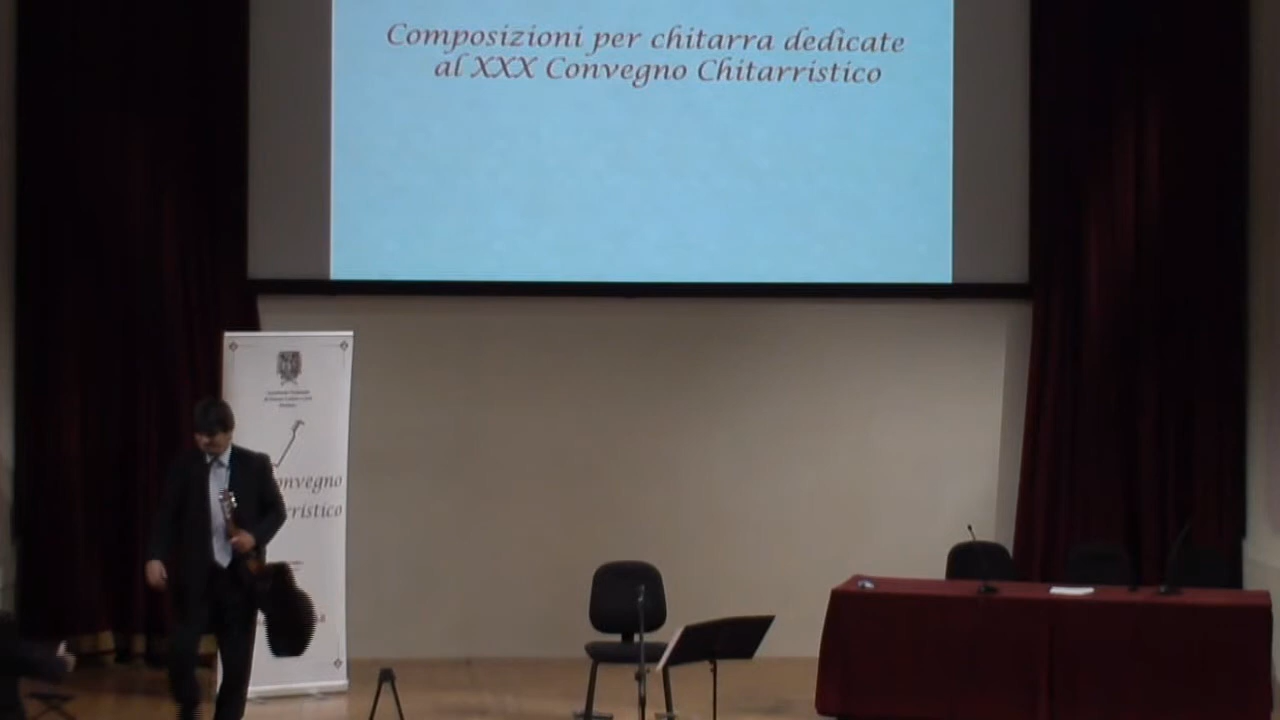 Composizioni per chitarra dedicate
al XXX Convegno Chitarristico
onvegno
rristico